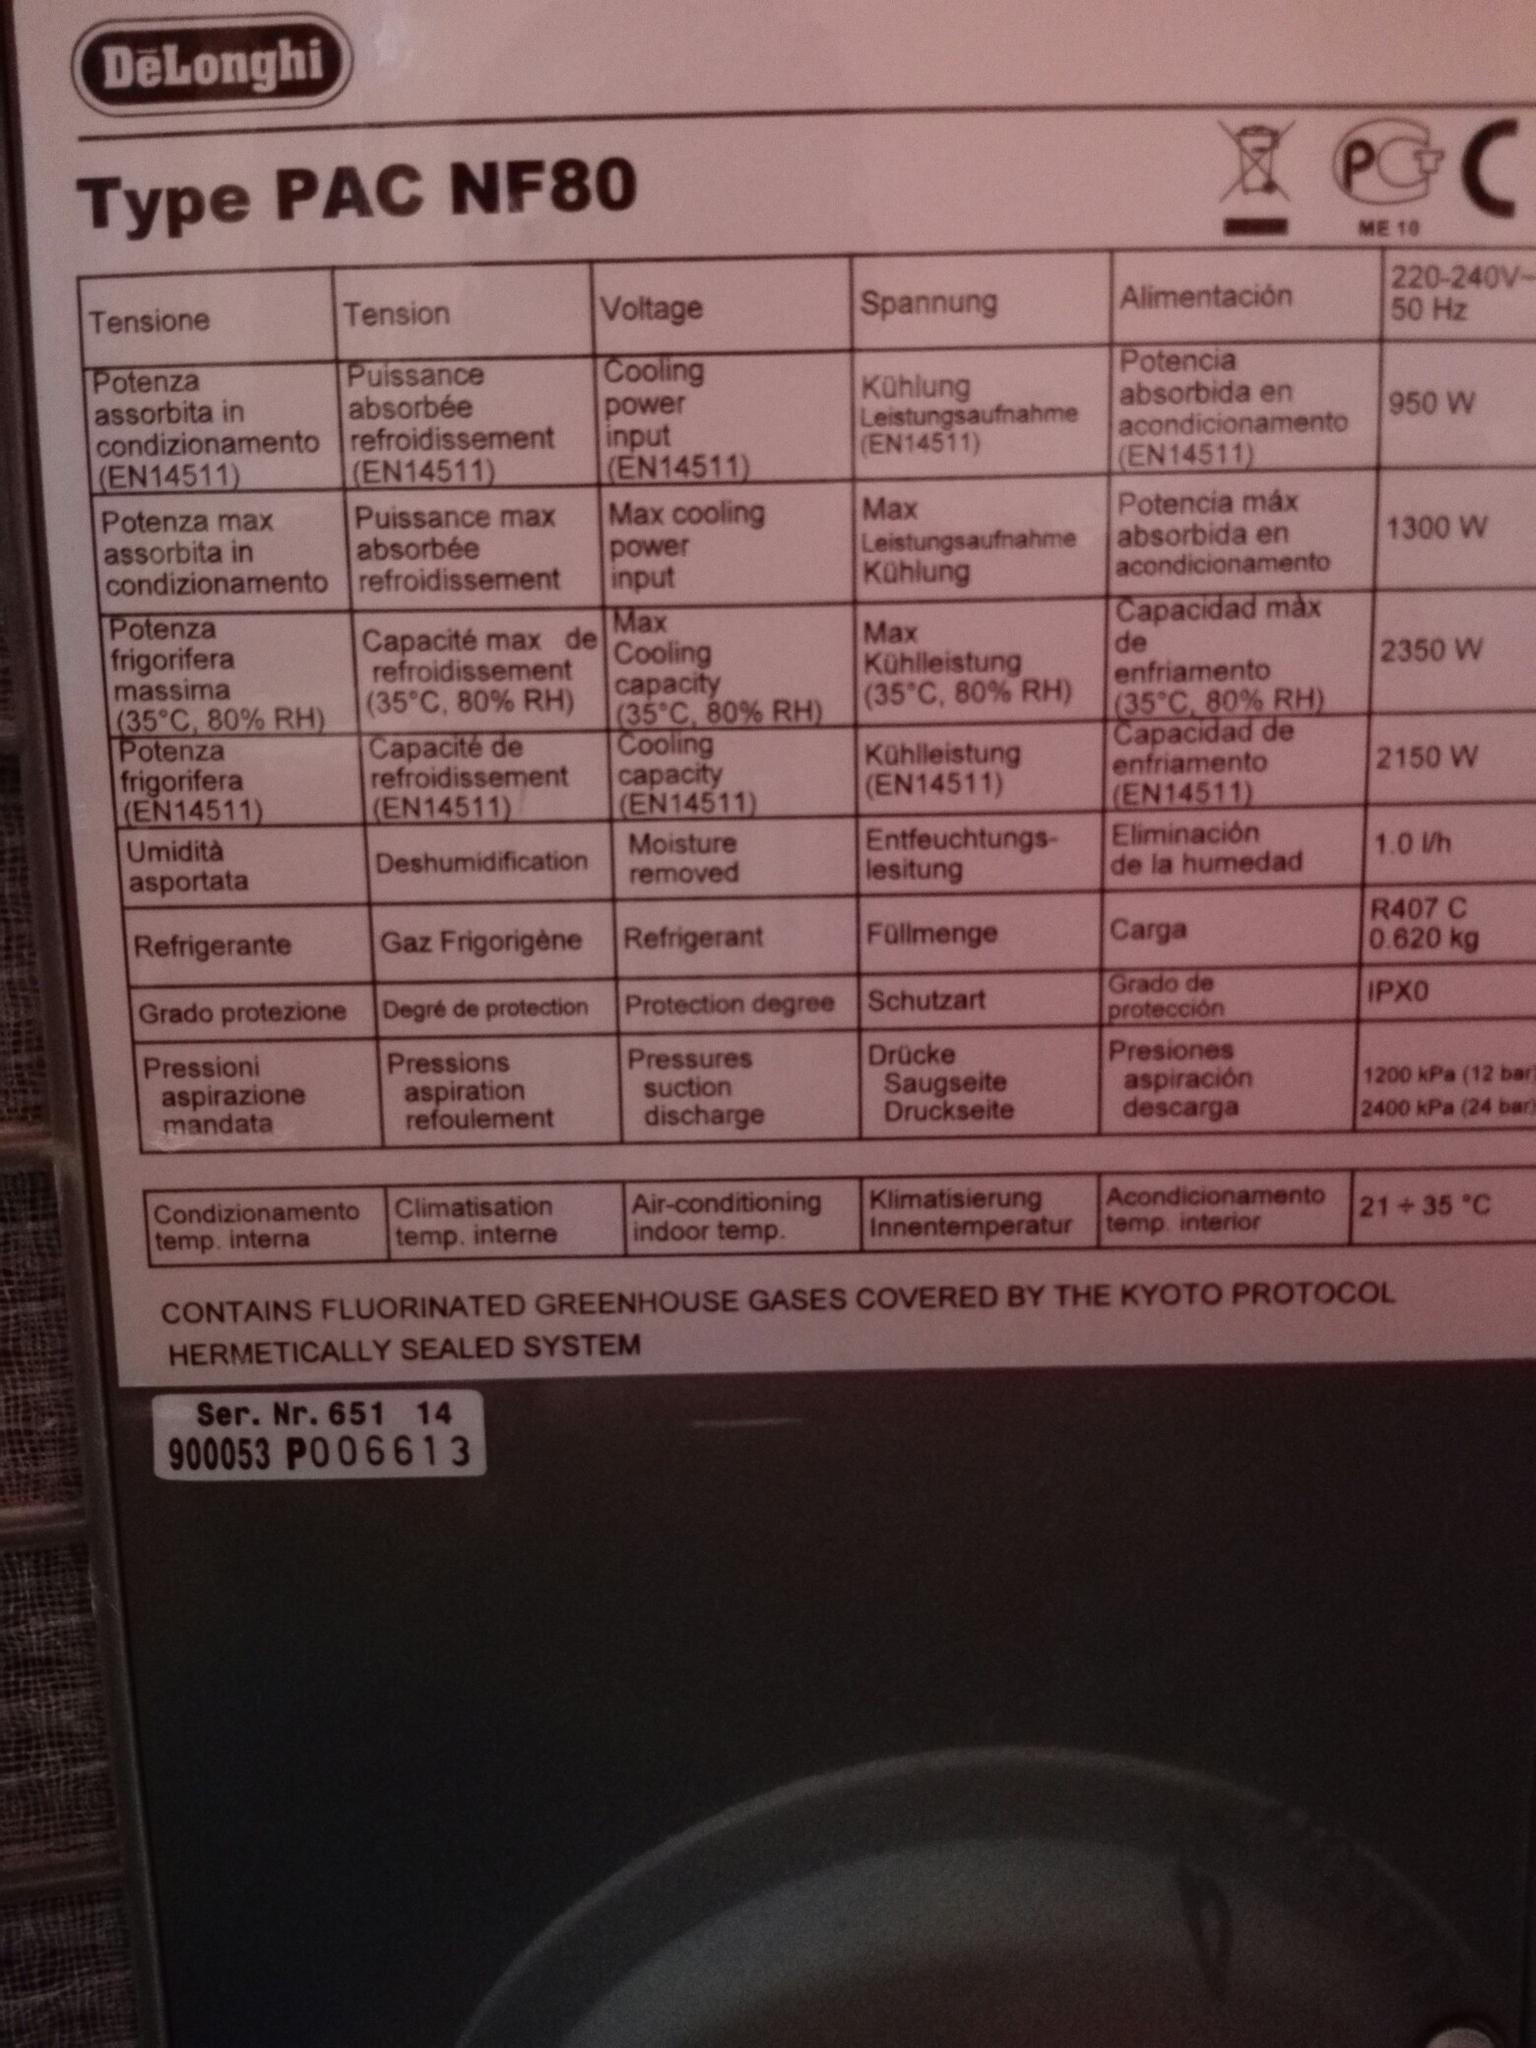 DēLonghi
Type PAC NF80
ME 10
Tensione Tension Voltage Spannung Alimentación 220-240V~ 50 Hz
Potenza assorbita in condizionamento (EN14511) Puissance absorbée refroidissement (EN14511) Cooling power input (EN14511) Kühlung Leistungsaufnahme (EN14511) Potencia absorbida en acondicionamento (EN14511) 950 W
Potenza max assorbita in condizionamento Puissance max absorbée refroidissement Max cooling power input Max Leistungsaufnahme Kühlung Potencia máx absorbida en acondicionamento 1300 W
Potenza frigorifera massima (35°C, 80% RH) Capacité max de refroidissement (35°C, 80% RH) Max Cooling capacity (35°C, 80% RH) Max Kühlleistung (35°C, 80% RH) Capacidad máx de enfriamento (35°C, 80% RH) 2350 W
Potenza frigorifera (EN14511) Capacité de refroidissement (EN14511) Cooling capacity (EN14511) Kühlleistung (EN14511) Capacidad de enfriamento (EN14511) 2150 W
Umidità asportata Deshumidification Moisture removed Entfeuchtungs-lesitung Eliminación de la humedad 1.0 l/h
Refrigerante Gaz Frigorigène Refrigerant Füllmenge Carga R407 C 0.620 kg
Grado protezione Degré de protection Protection degree Schutzart Grado de protección IPX0
Pressioni aspirazione mandata Pressions aspiration refoulement Pressures suction discharge Drücke Saugseite Druckseite Presiones aspiración descarga 1200 kPa (12 bar) 2400 kPa (24 bar)
Condizionamento temp. interna Climatisation temp. interne Air-conditioning indoor temp. Klimatisierung Innentemperatur Acondicionamento temp. interior 21 ÷ 35 °C
CONTAINS FLUORINATED GREENHOUSE GASES COVERED BY THE KYOTO PROTOCOL
HERMETICALLY SEALED SYSTEM
Ser. Nr. 651 14
900053 P006613